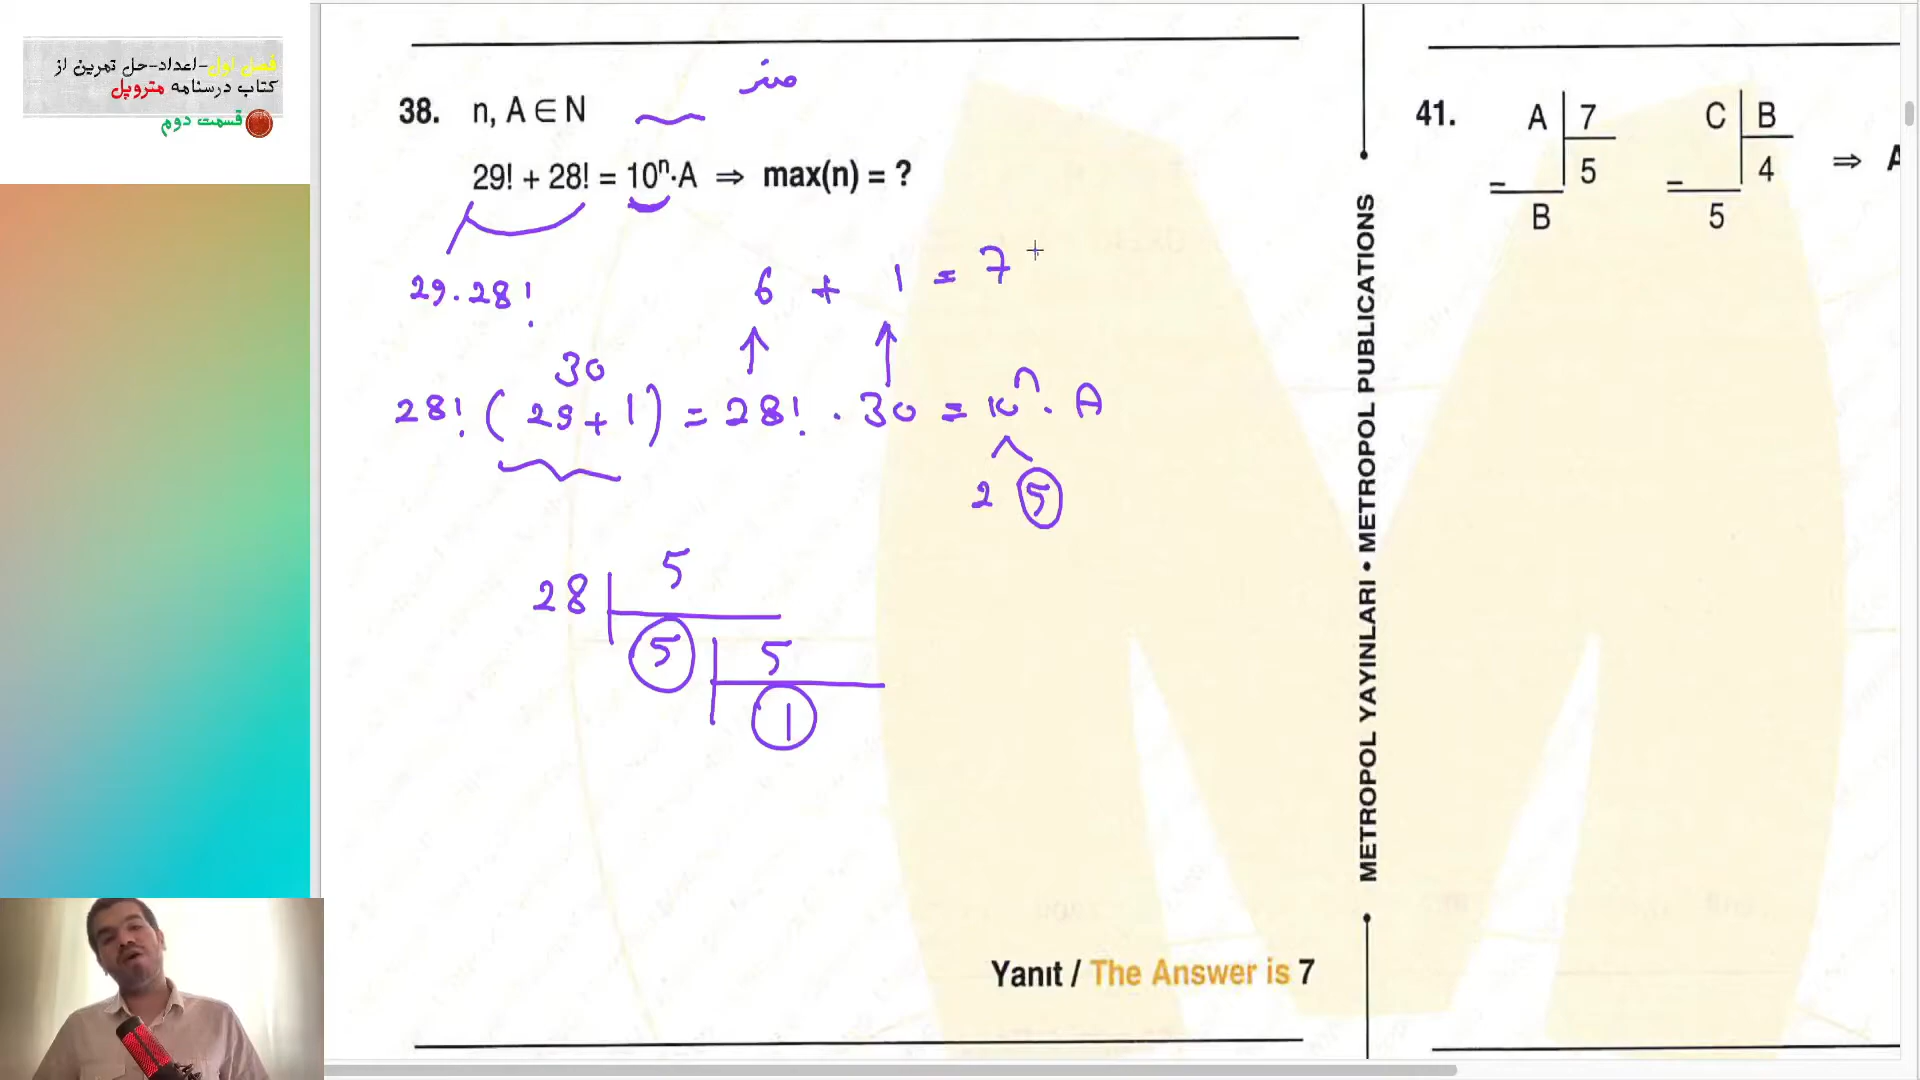 فصل اول-اعداد-حل تمرین از
کتاب درسنامه متروپل
قسمت دوم
صفر
38. n, A ∈ N
29! + 28! = 10ⁿ·A ⇒ max(n) = ?
29.28!
6 + 1 = 7
30
28! ( 29 + 1 ) = 28! . 30 = 10ⁿ . A
2 5
28 5
5 5
1
Yanıt / The Answer is 7
METROPOL YAYINLARI • METROPOL PUBLICATIONS
41. A 7 C B
5 4 ⇒ A
B 5